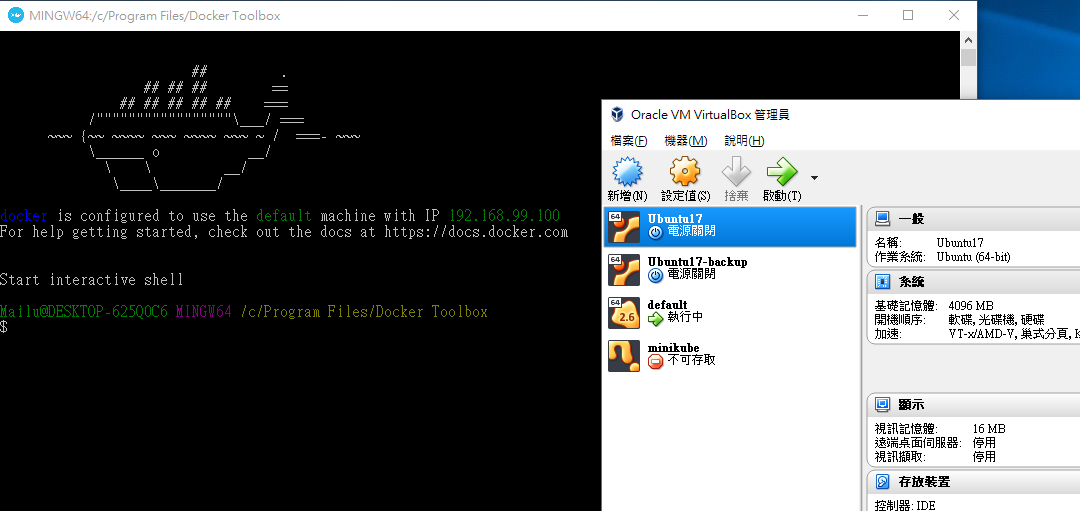 MINGW64:/c/Program Files/Docker Toolbox
docker is configured to use the default machine with IP 192.168.99.100
For help getting started, check out the docs at https://docs.docker.com
Start interactive shell
Mailu@DESKTOP-625QOC6 MINGW64 /c/Program Files/Docker Toolbox
$
Oracle VM VirtualBox 管理員
檔案(F) 機器(M) 說明(H)
新增(N) 設定值(S) 捨棄 啟動(T)
64 Ubuntu17
電源關閉
64 Ubuntu17-backup
電源關閉
64 2.6 default
執行中
minikube
不可存取
一般
名稱: Ubuntu17
作業系統: Ubuntu (64-bit)
系統
基礎記憶體: 4096 MB
開機順序: 軟碟, 光碟機, 硬碟
加速: VT-x/AMD-V, 巢式分頁, k
顯示
視訊記憶體: 16 MB
遠端桌面伺服器: 停用
視訊擷取: 停用
存放裝置
控制器: IDE